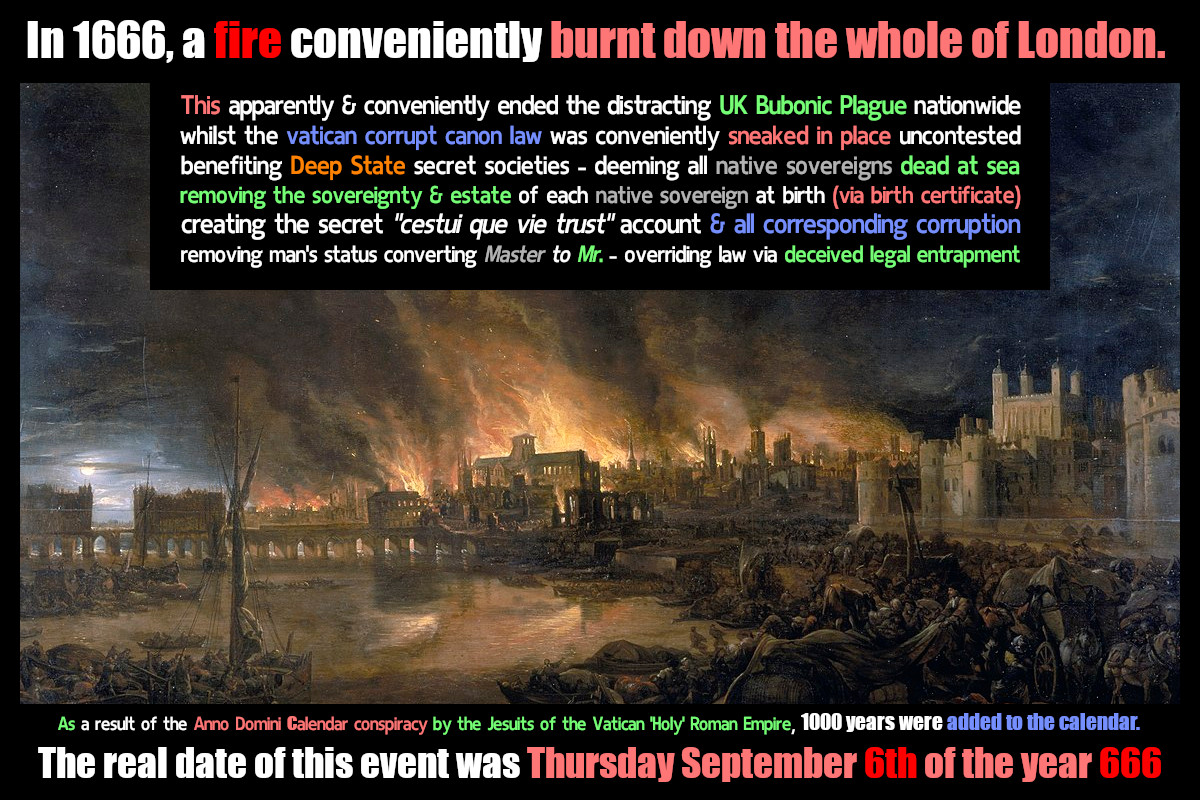 In 1666, a fire conveniently burnt down the whole of London.
This apparently & conveniently ended the distracting UK Bubonic Plague nationwide
whilst the vatican corrupt canon law was conveniently sneaked in place uncontested
benefiting Deep State secret societies - deeming all native sovereigns dead at sea
removing the sovereignty & estate of each native sovereign at birth (via birth certificate)
creating the secret "cestui que vie trust" account & all corresponding corruption
removing man's status converting Master to Mr. - overriding law via deceived legal entrapment
As a result of the Anno Domini Calendar conspiracy by the Jesuits of the Vatican 'Holy' Roman Empire, 1000 years were added to the calendar.
The real date of this event was Thursday September 6th of the year 666